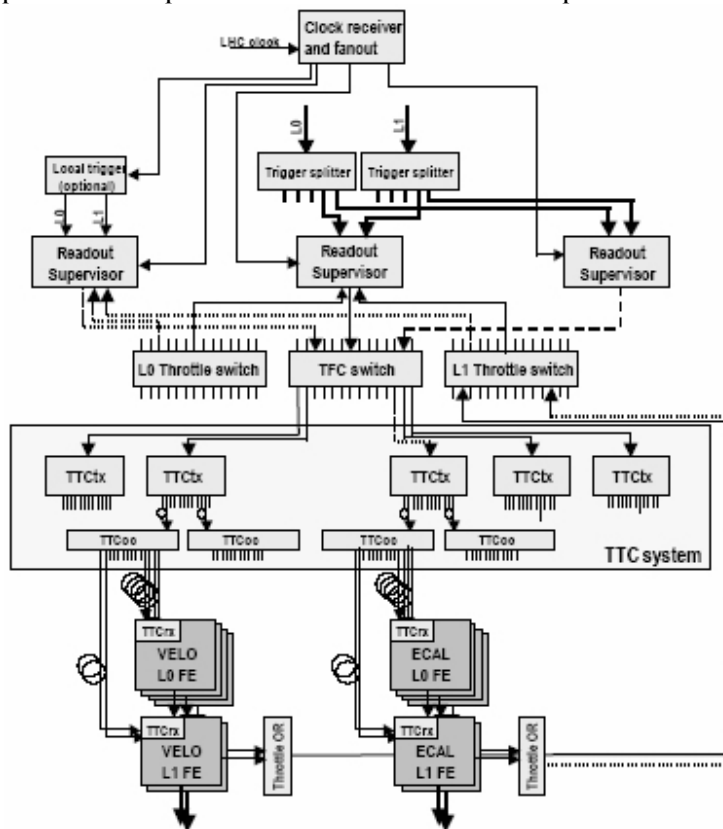 Clock receiver
and fanout
LHC clock
L0
L1
Trigger splitter
Trigger splitter
Local trigger
(optional)
L0
L1
Readout
Supervisor
Readout
Supervisor
Readout
Supervisor
L0 Throttle switch
TFC switch
L1 Throttle switch
TTCtx
TTCtx
TTCtx
TTCtx
TTCtx
TTCoc
TTCoc
TTCoc
TTCoc
TTC system
TTCrx
VELO
L0 FE
TTCrx
ECAL
L0 FE
TTCrx
VELO
L1 FE
Throttle OR
TTCrx
ECAL
L1 FE
Throttle OR